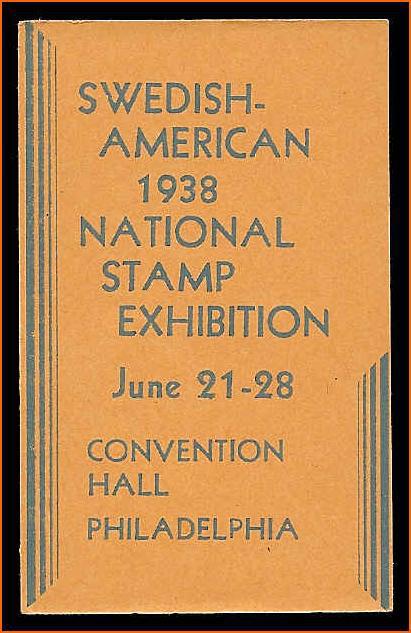 SWEDISH-
AMERICAN
1938
NATIONAL
STAMP
EXHIBITION
June 21-28
CONVENTION
HALL
PHILADELPHIA